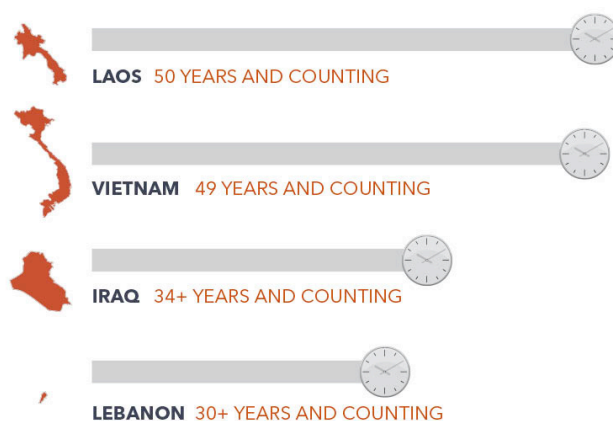 LAOS 50 YEARS AND COUNTING
VIETNAM 49 YEARS AND COUNTING
IRAQ 34+ YEARS AND COUNTING
LEBANON 30+ YEARS AND COUNTING